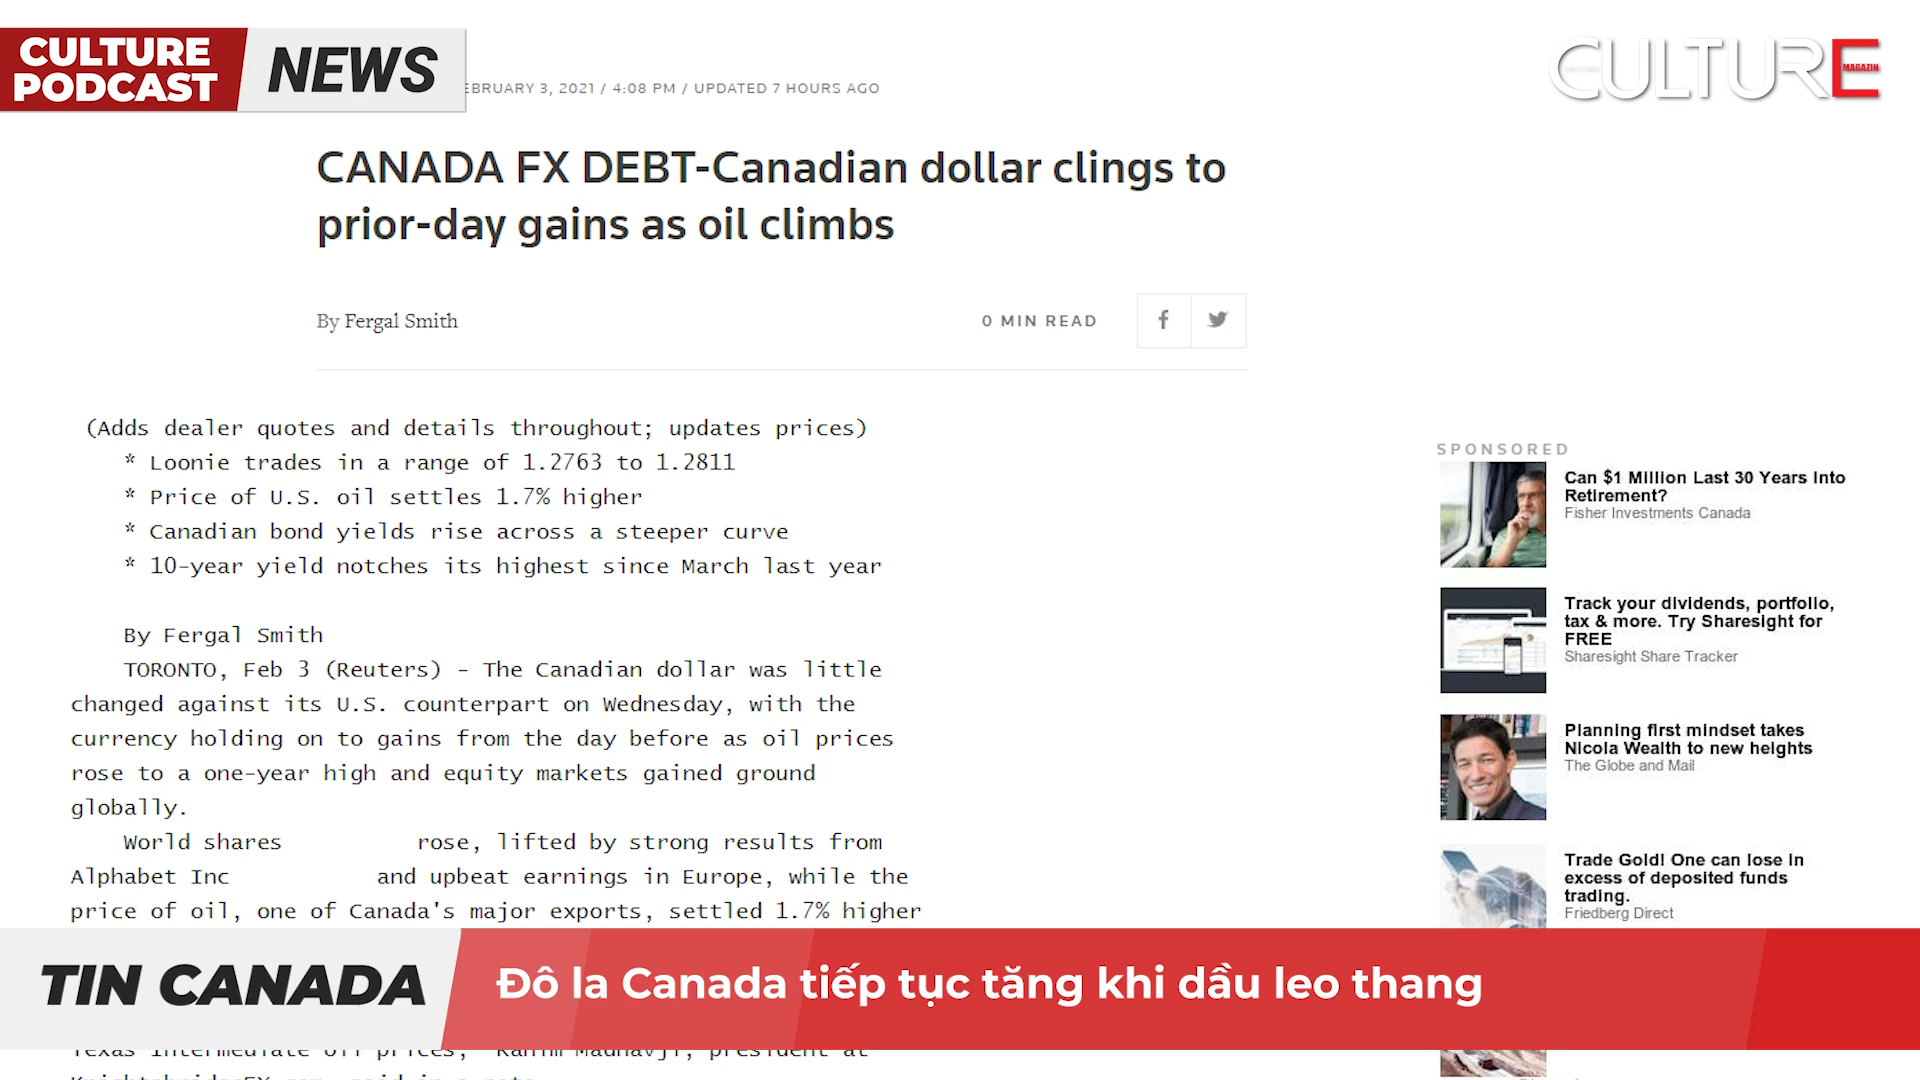 CULTURE
PODCAST
NEWS
EBRUARY 3, 2021 / 4:08 PM / UPDATED 7 HOURS AGO
CULTURE
MAGAZIN
CANADA FX DEBT-Canadian dollar clings to
prior-day gains as oil climbs
By Fergal Smith
0 MIN READ
(Adds dealer quotes and details throughout; updates prices)
* Loonie trades in a range of 1.2763 to 1.2811
* Price of U.S. oil settles 1.7% higher
* Canadian bond yields rise across a steeper curve
* 10-year yield notches its highest since March last year
By Fergal Smith
TORONTO, Feb 3 (Reuters) - The Canadian dollar was little
changed against its U.S. counterpart on Wednesday, with the
currency holding on to gains from the day before as oil prices
rose to a one-year high and equity markets gained ground
globally.
World shares rose, lifted by strong results from
Alphabet Inc and upbeat earnings in Europe, while the
price of oil, one of Canada's major exports, settled 1.7% higher
SPONSORED
Can $1 Million Last 30 Years Into
Retirement?
Fisher Investments Canada
Track your dividends, portfolio,
tax & more. Try Sharesight for
FREE
Sharesight Share Tracker
Planning first mindset takes
Nicola Wealth to new heights
The Globe and Mail
Trade Gold! One can lose in
excess of deposited funds
trading.
Friedberg Direct
TIN CANADA
Đô la Canada tiếp tục tăng khi dầu leo thang
Texas Intermediate oil prices," Rahim Madhavji, president at